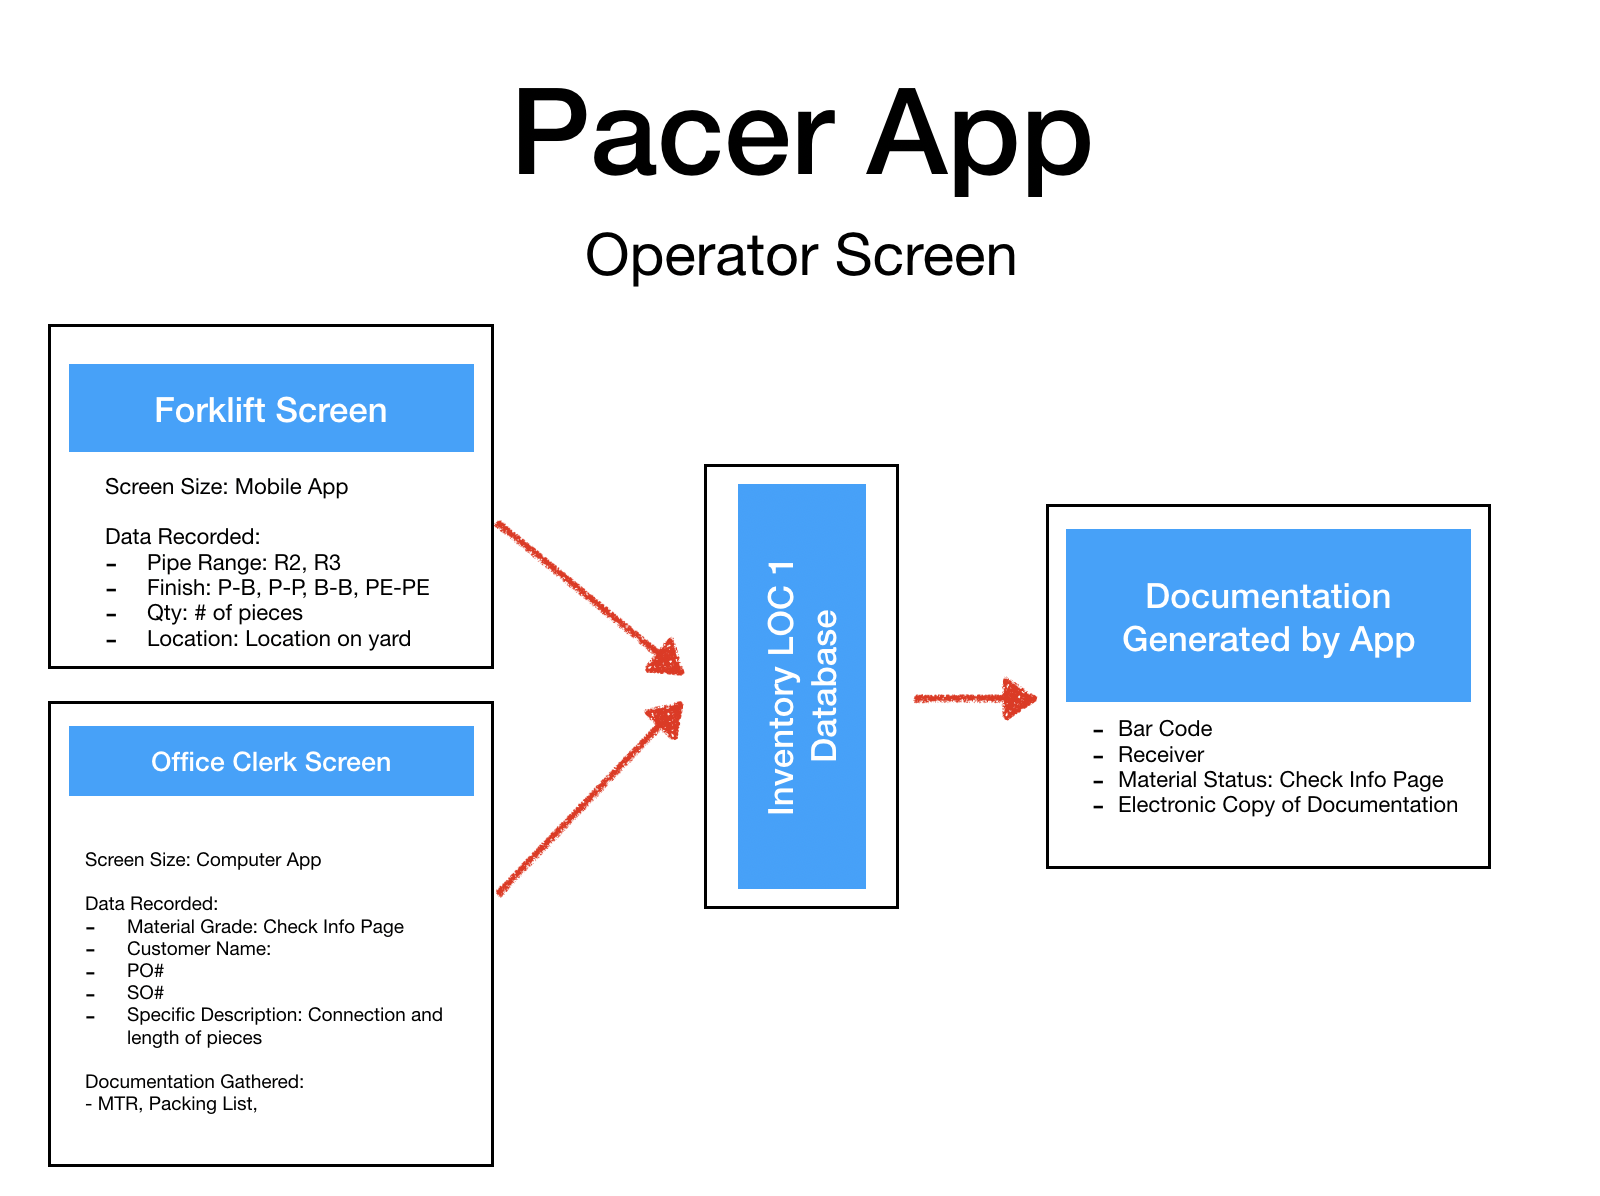 Pacer App
Operator Screen
Forklift Screen
Screen Size: Mobile App
Data Recorded:
- Pipe Range: R2, R3
- Finish: P-B, P-P, B-B, PE-PE
- Qty: # of pieces
- Location: Location on yard
Office Clerk Screen
Screen Size: Computer App
Data Recorded:
- Material Grade: Check Info Page
- Customer Name:
- PO#
- SO#
- Specific Description: Connection and
length of pieces
Documentation Gathered:
- MTR, Packing List,
Inventory LOC 1
Database
Documentation
Generated by App
- Bar Code
- Receiver
- Material Status: Check Info Page
- Electronic Copy of Documentation